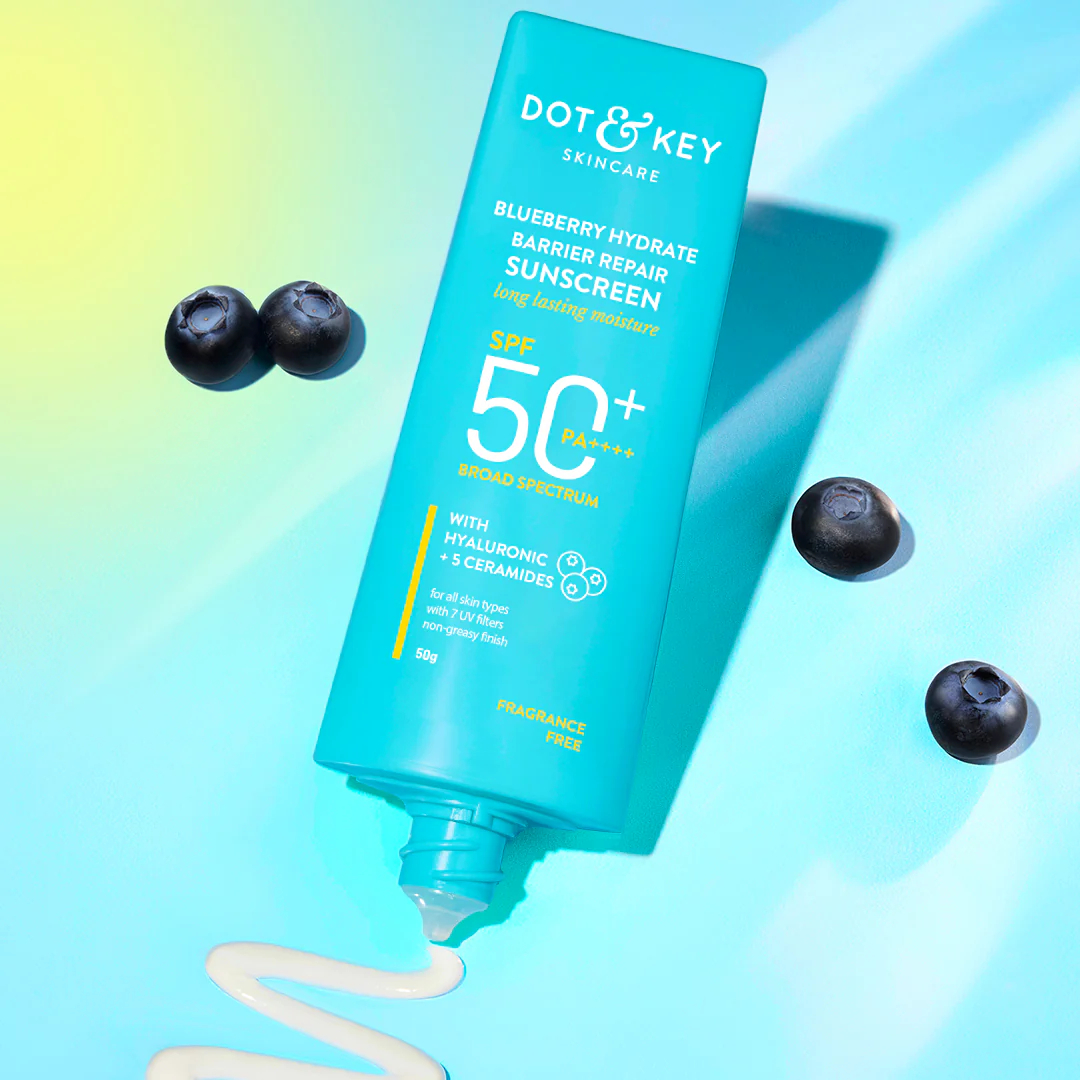 DOT & KEY
SKINCARE
BLUEBERRY HYDRATE
BARRIER REPAIR
SUNSCREEN
long lasting moisture
SPF
50+
PA++++
BROAD SPECTRUM
WITH
HYALURONIC
+ 5 CERAMIDES
for all skin types
with 7 UV filters
non-greasy finish
50g
FRAGRANCE
FREE